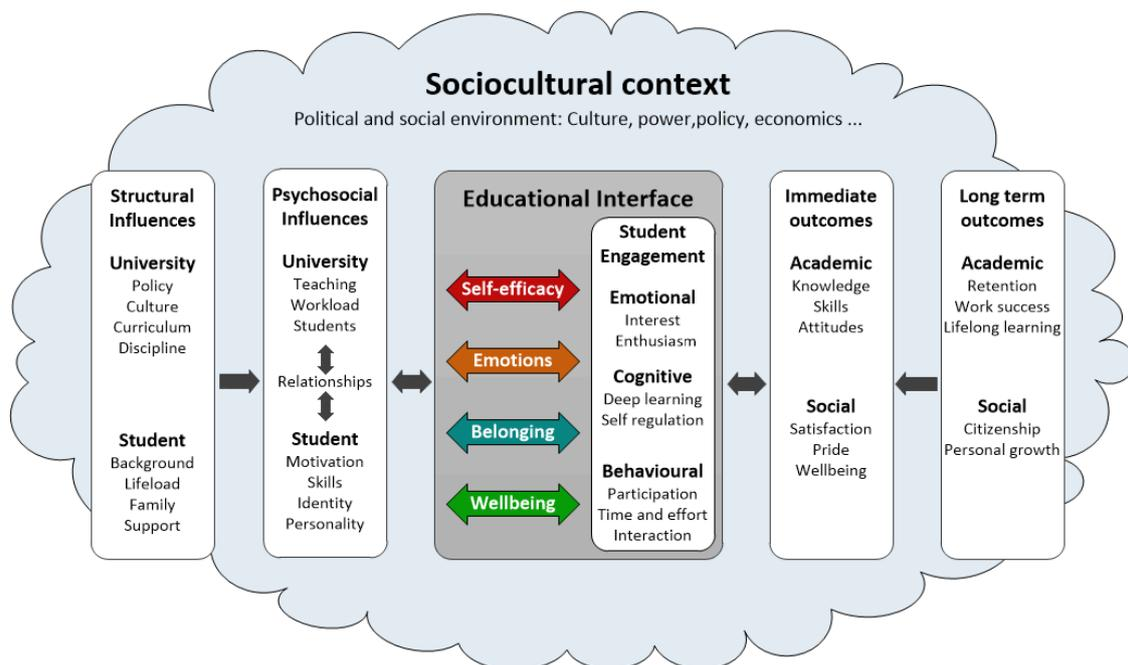 Sociocultural context
Political and social environment: Culture, power,policy, economics ...
Structural
Influences
University
Policy
Culture
Curriculum
Discipline
Student
Background
Lifeload
Family
Support
Psychosocial
Influences
University
Teaching
Workload
Students
Relationships
Student
Motivation
Skills
Identity
Personality
Educational Interface
Self-efficacy
Emotions
Belonging
Wellbeing
Student
Engagement
Emotional
Interest
Enthusiasm
Cognitive
Deep learning
Self regulation
Behavioural
Participation
Time and effort
Interaction
Immediate
outcomes
Academic
Knowledge
Skills
Attitudes
Social
Satisfaction
Pride
Wellbeing
Long term
outcomes
Academic
Retention
Work success
Lifelong learning
Social
Citizenship
Personal growth